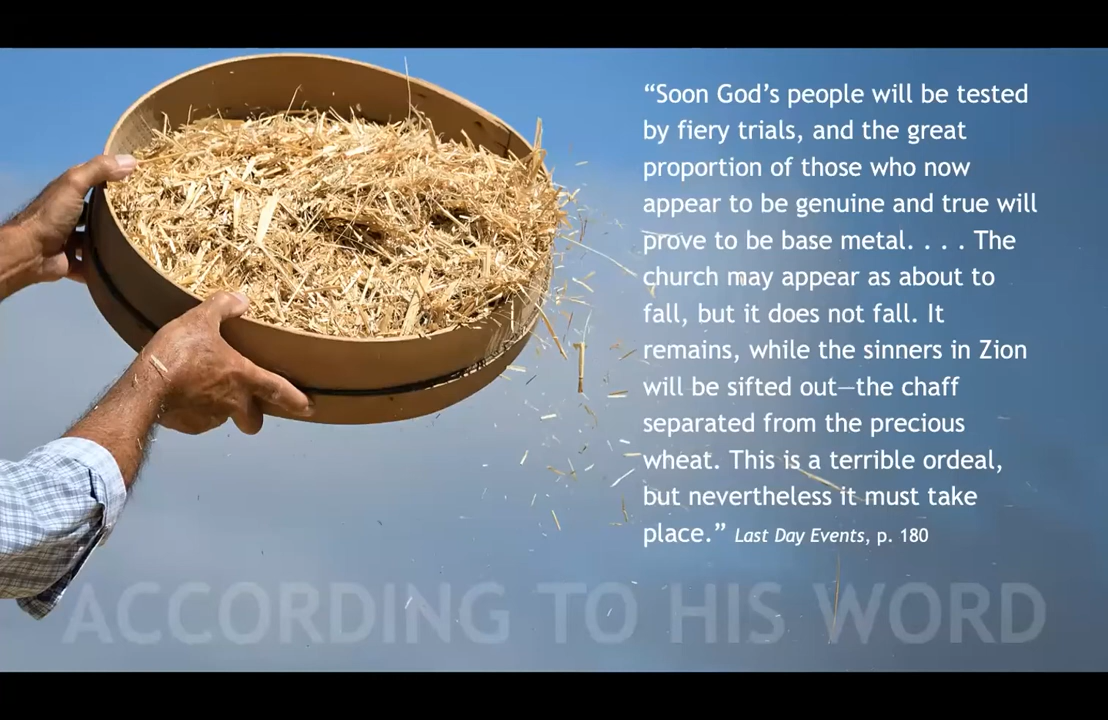 “Soon God’s people will be tested
by fiery trials, and the great
proportion of those who now
appear to be genuine and true will
prove to be base metal. . . . The
church may appear as about to
fall, but it does not fall. It
remains, while the sinners in Zion
will be sifted out—the chaff
separated from the precious
wheat. This is a terrible ordeal,
but nevertheless it must take
place.” Last Day Events, p. 180
ACCORDING TO HIS WORD